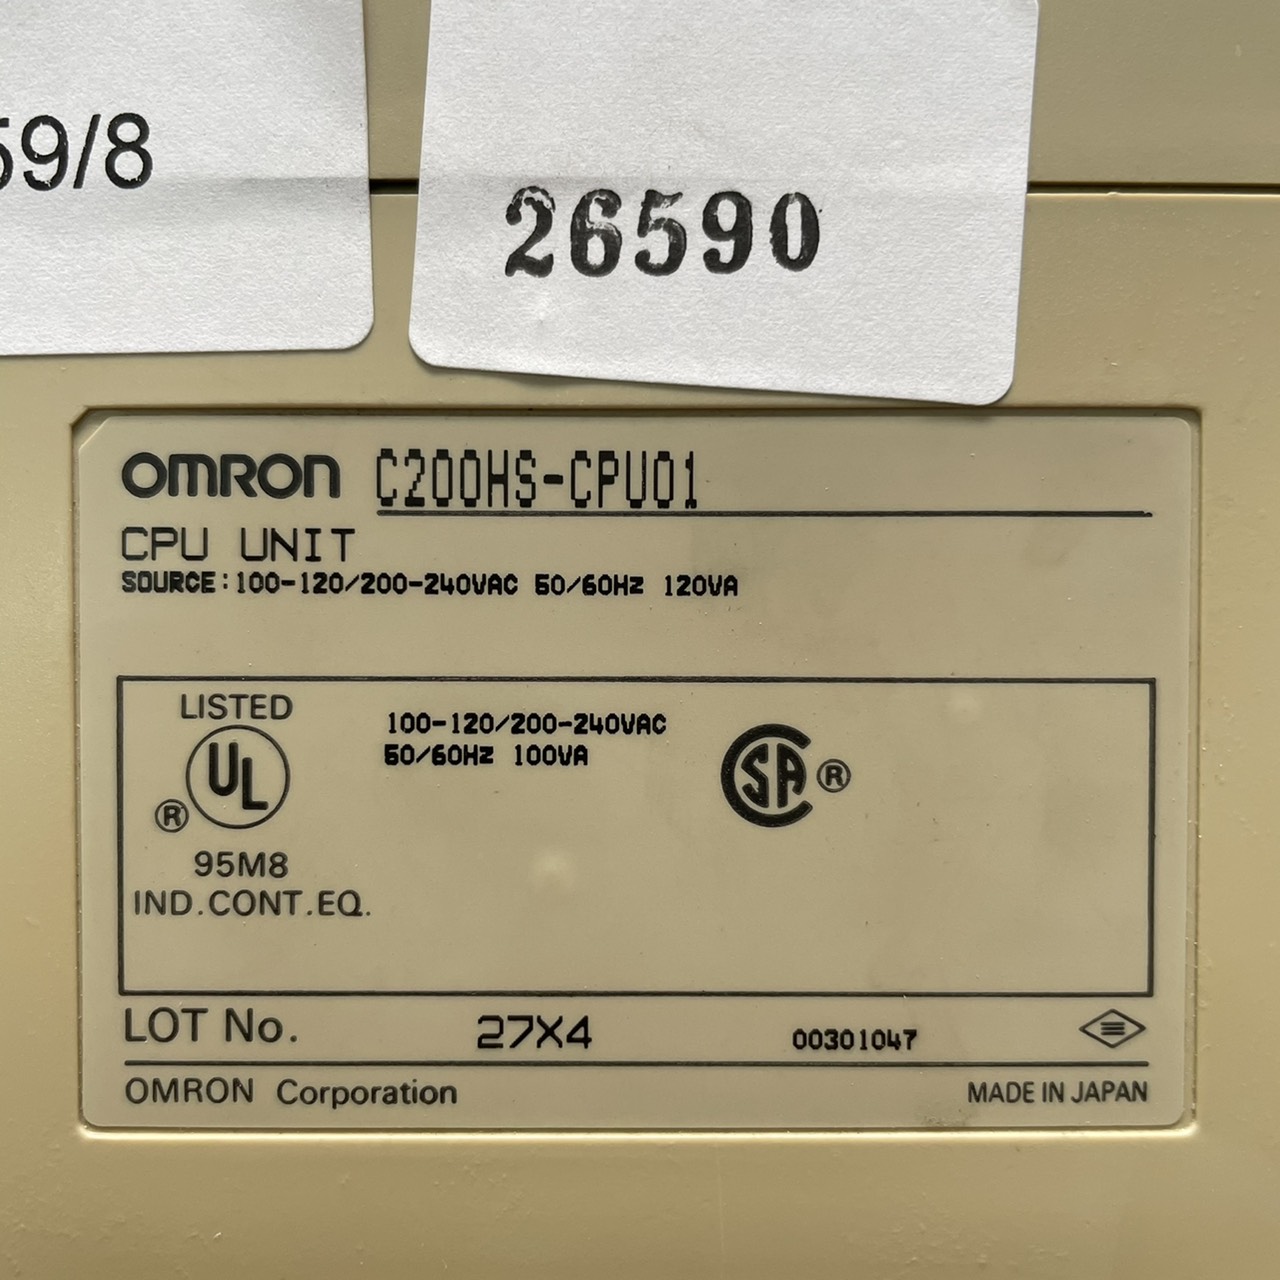 59/8
26590
OMRON C200HS-CPU01
CPU UNIT
SOURCE:100-120/200-240VAC 50/60Hz 120VA
LISTED
UL
®
95M8
IND.CONT.EQ.
100-120/200-240VAC
50/60Hz 100VA
SA ®
LOT No. 27X4 00301047
OMRON Corporation MADE IN JAPAN